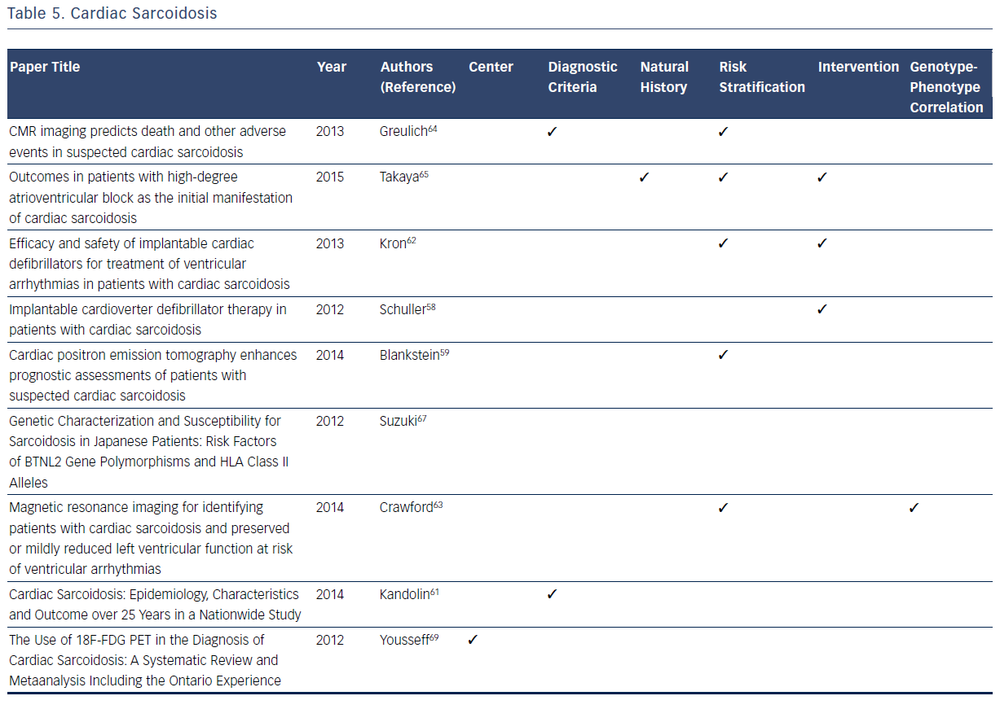 Table 5. Cardiac Sarcoidosis
Paper Title Year Authors (Reference) Center Diagnostic Criteria Natural History Risk Stratification Intervention Genotype-Phenotype Correlation
CMR imaging predicts death and other adverse 2013 Greulich64 ✓ ✓
events in suspected cardiac sarcoidosis
Outcomes in patients with high-degree 2015 Takaya65 ✓ ✓ ✓
atrioventricular block as the initial manifestation
of cardiac sarcoidosis
Efficacy and safety of implantable cardiac 2013 Kron62 ✓ ✓
defibrillators for treatment of ventricular
arrhythmias in patients with cardiac sarcoidosis
Implantable cardioverter defibrillator therapy in 2012 Schuller58 ✓
patients with cardiac sarcoidosis
Cardiac positron emission tomography enhances 2014 Blankstein59 ✓
prognostic assessments of patients with
suspected cardiac sarcoidosis
Genetic Characterization and Susceptibility for 2012 Suzuki67
Sarcoidosis in Japanese Patients: Risk Factors
of BTNL2 Gene Polymorphisms and HLA Class II
Alleles
Magnetic resonance imaging for identifying 2014 Crawford63 ✓ ✓
patients with cardiac sarcoidosis and preserved
or mildly reduced left ventricular function at risk
of ventricular arrhythmias
Cardiac Sarcoidosis: Epidemiology, Characteristics 2014 Kandolin61 ✓
and Outcome over 25 Years in a Nationwide Study
The Use of 18F-FDG PET in the Diagnosis of 2012 Yousseff69 ✓
Cardiac Sarcoidosis: A Systematic Review and
Metaanalysis Including the Ontario Experience